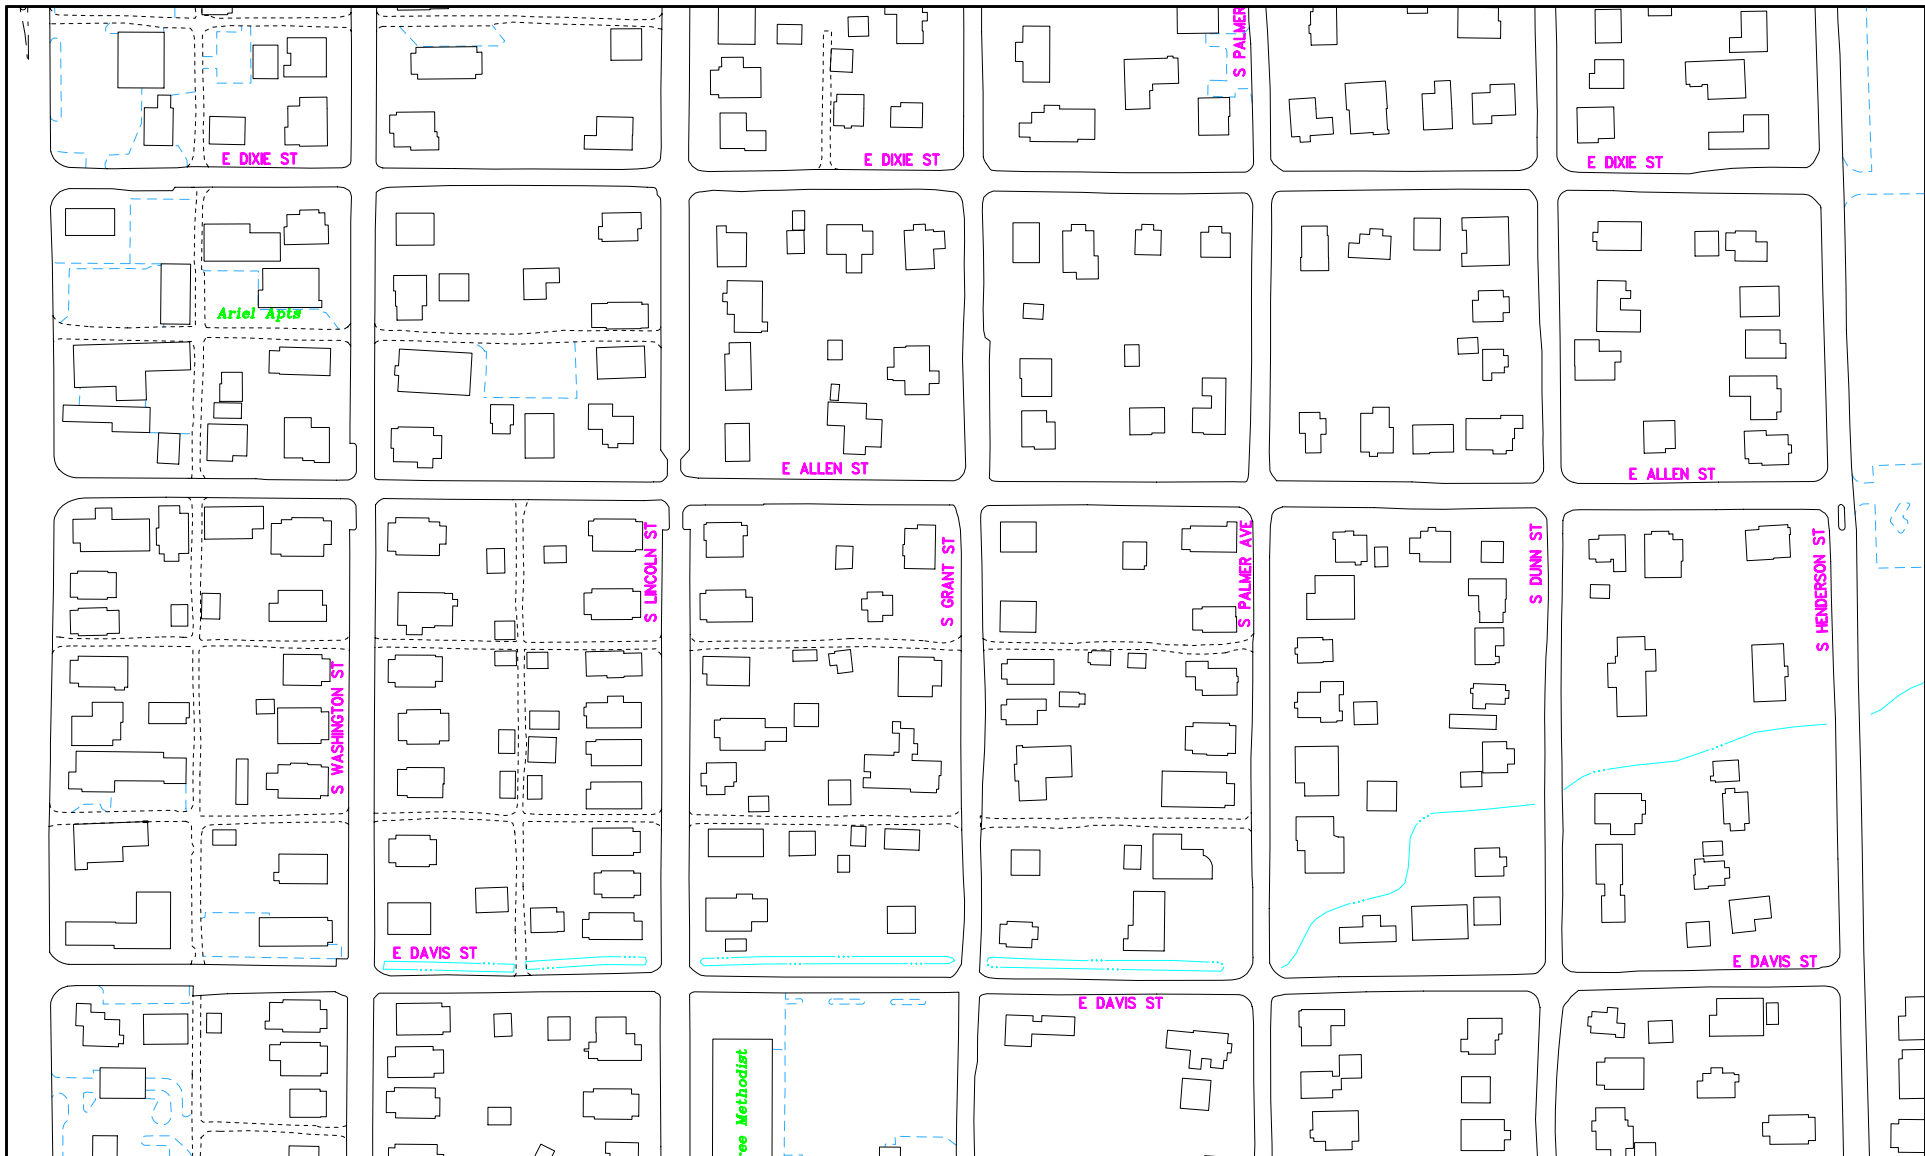 S PALMER
E DIXIE ST
E DIXIE ST
E DIXIE ST
Ariel Apts
E ALLEN ST
E ALLEN ST
S LINCOLN ST
S GRANT ST
S PALMER AVE
S DUNN ST
S HENDERSON ST
S WASHINGTON ST
E DAVIS ST
E DAVIS ST
E DAVIS ST
ree Methodist